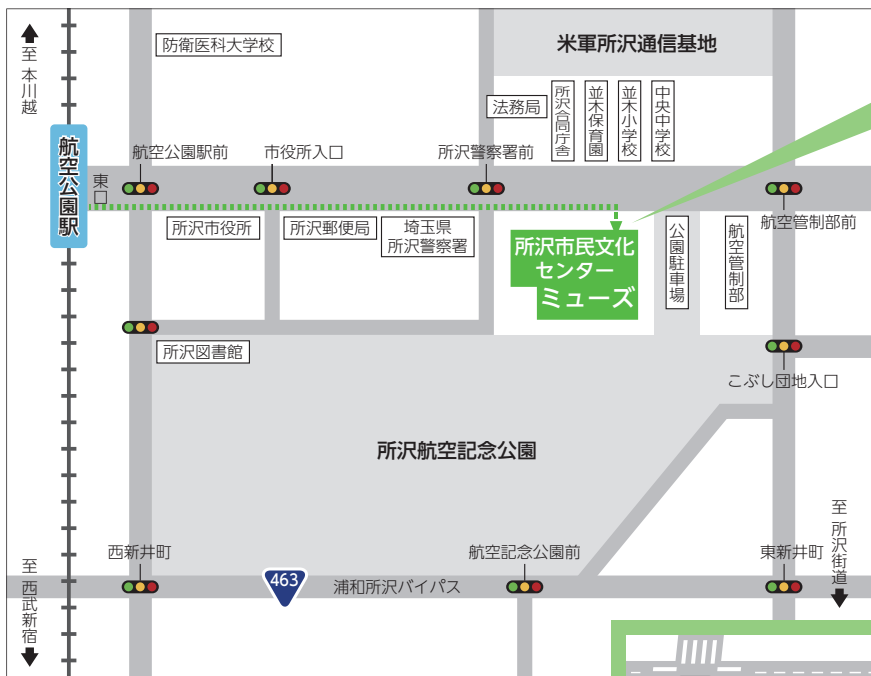 至 本川越
防衛医科大学校
米軍所沢通信基地
法務局
所沢合同庁舎
並木保育園
並木小学校
中央中学校
航空公園駅
東口
航空公園駅前
市役所入口
所沢警察署前
航空管制部前
所沢市役所
所沢郵便局
埼玉県
所沢警察署
所沢市民文化
センター
ミューズ
公園駐車場
航空管制部
所沢図書館
こぶし団地入口
所沢航空記念公園
至 所沢街道
西新井町
航空記念公園前
東新井町
至 西武新宿
463
浦和所沢バイパス